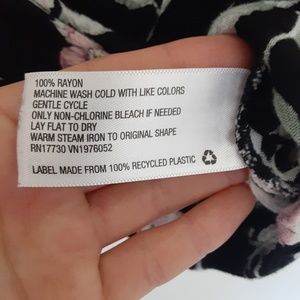 100% RAYON
MACHINE WASH COLD WITH LIKE COLORS
GENTLE CYCLE
ONLY NON-CHLORINE BLEACH IF NEEDED
LAY FLAT TO DRY
WARM STEAM IRON TO ORIGINAL SHAPE
RN17730 VN1976052
LABEL MADE FROM 100% RECYCLED PLASTIC